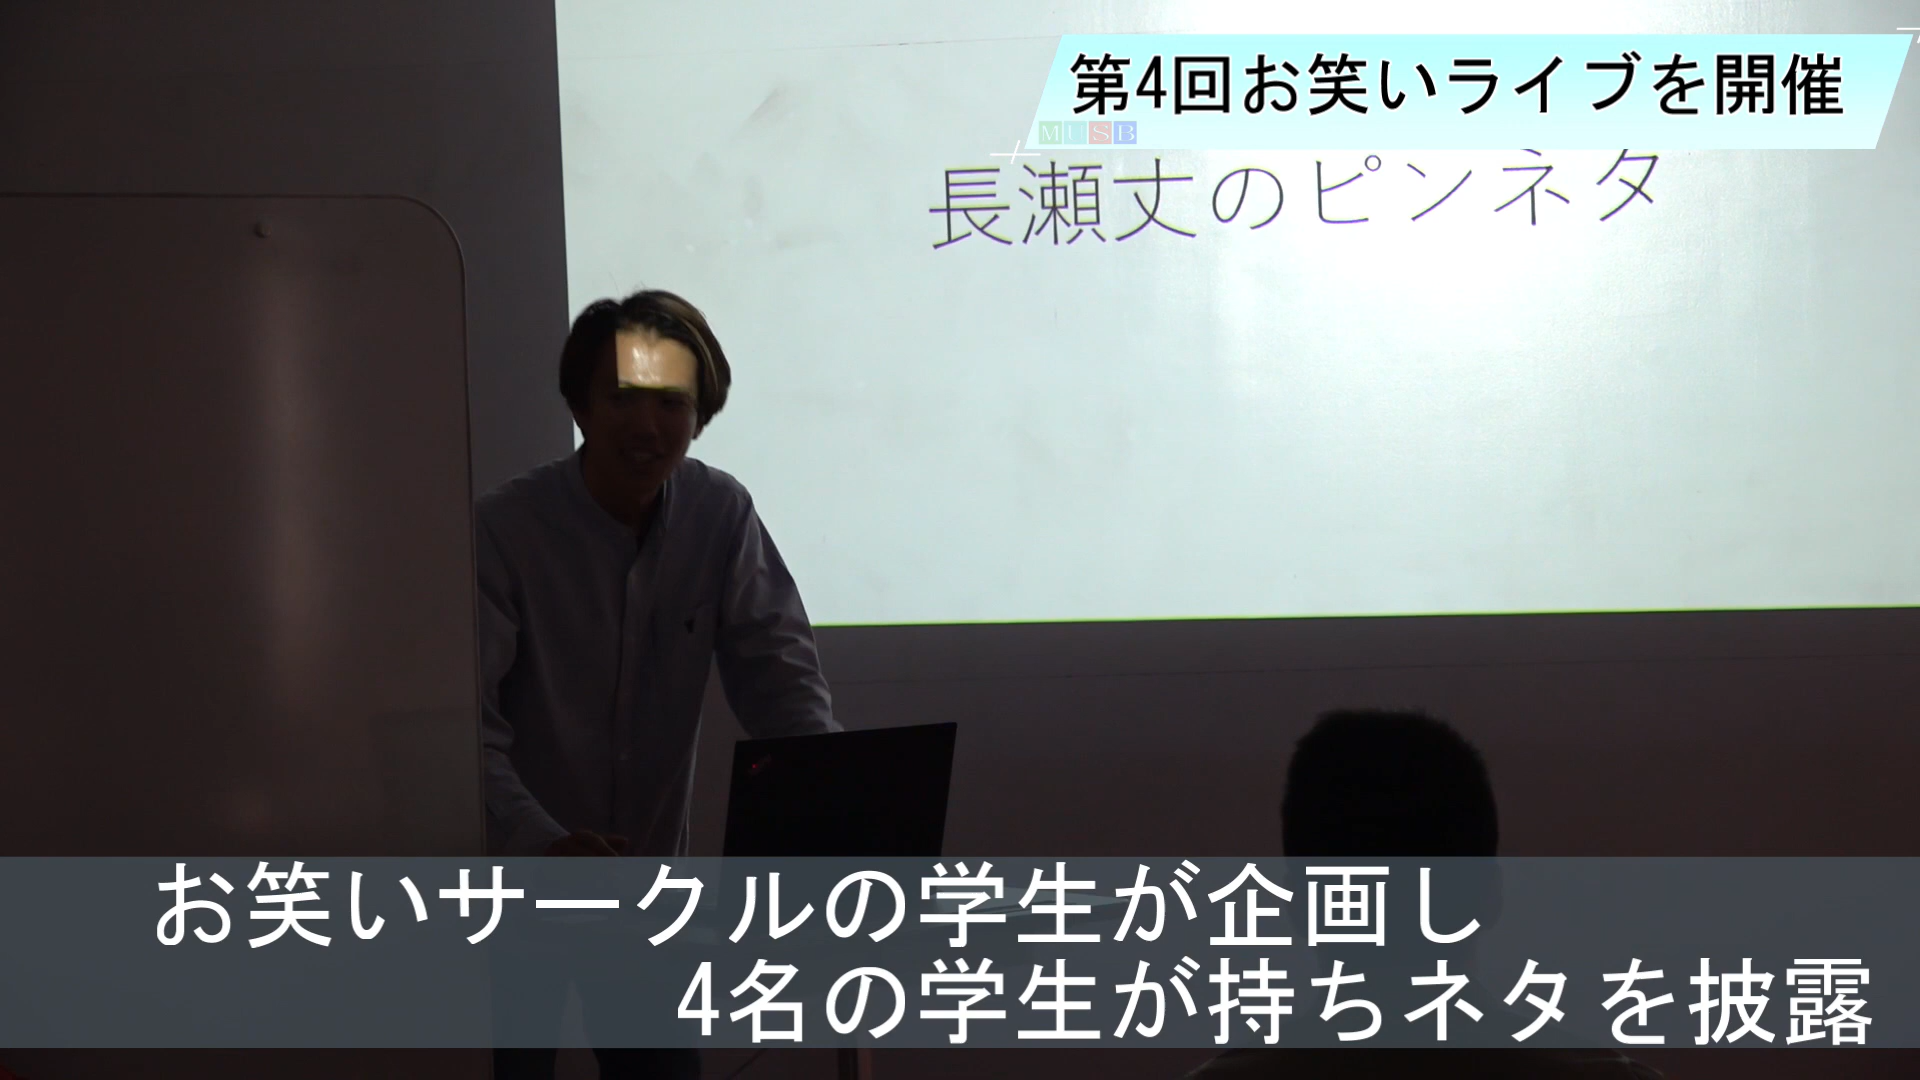 第4回お笑いライブを開催
MUSB
長瀬丈のピンネタ
お笑いサークルの学生が企画し
4名の学生が持ちネタを披露